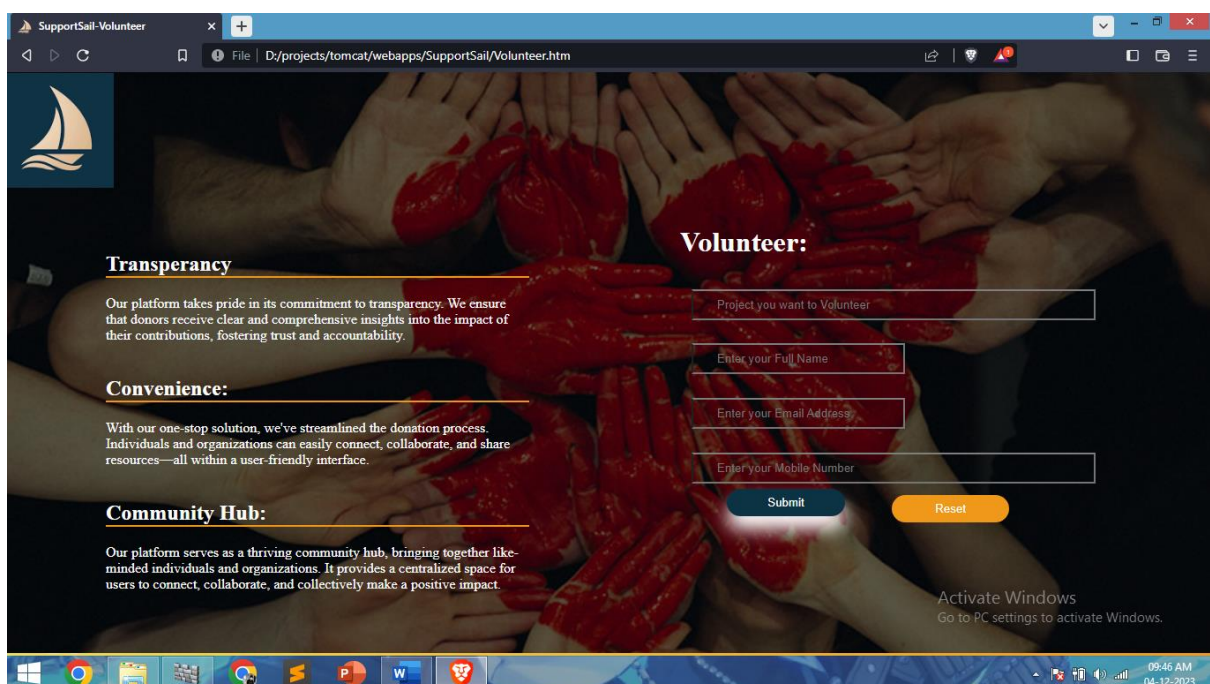 SupportSail-Volunteer
File | D:/projects/tomcat/webapps/SupportSail/Volunteer.htm
Transperancy
Our platform takes pride in its commitment to transparency. We ensure
that donors receive clear and comprehensive insights into the impact of
their contributions, fostering trust and accountability.
Convenience:
With our one-stop solution, we've streamlined the donation process.
Individuals and organizations can easily connect, collaborate, and share
resources—all within a user-friendly interface.
Community Hub:
Our platform serves as a thriving community hub, bringing together like-
minded individuals and organizations. It provides a centralized space for
users to connect, collaborate, and collectively make a positive impact.
Volunteer:
Project you want to Volunteer
Enter your Full Name
Enter your Email Address
Enter your Mobile Number
Submit
Reset
Activate Windows
Go to PC settings to activate Windows.
09:46 AM
04-12-2023